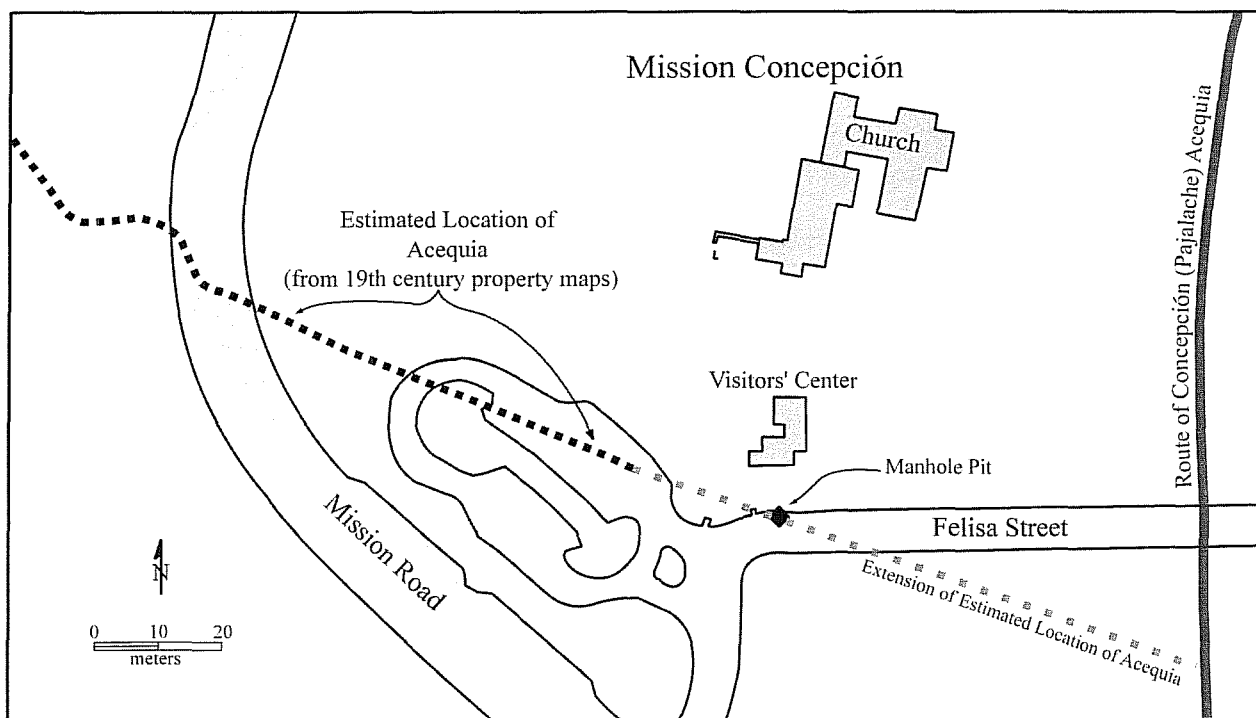 Mission Concepción
Church
Route of Concepción (Pajalache) Acequia
Estimated Location of
Acequia
(from 19th century property maps)
Visitors' Center
Manhole Pit
Felisa Street
Mission Road
Extension of Estimated Location of Acequia
N
0 10 20
meters